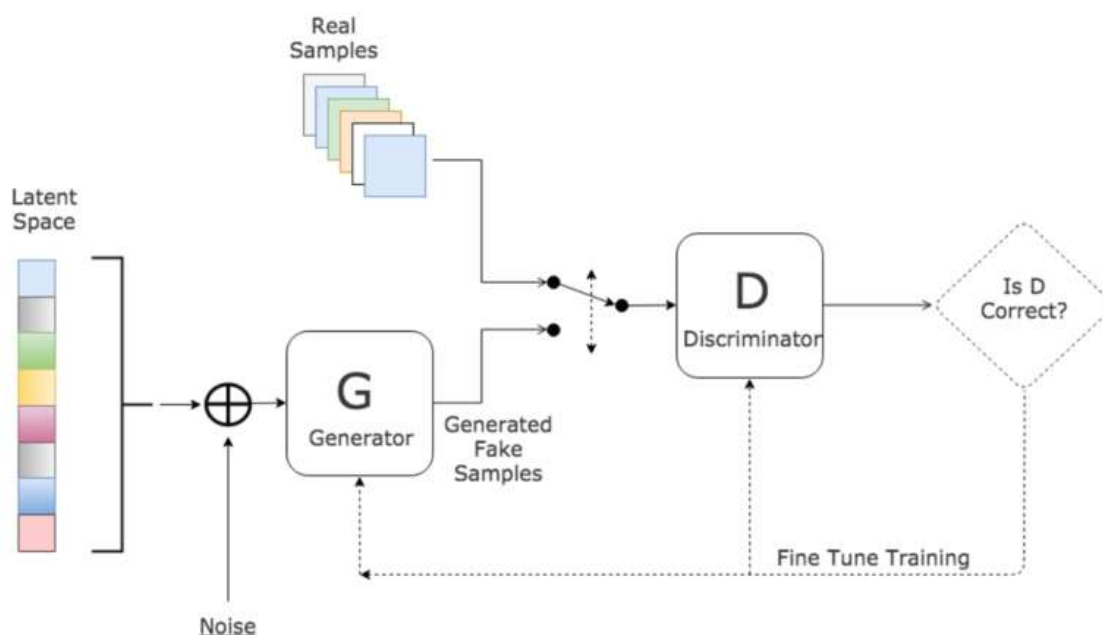 Real
Samples
Latent
Space
D
Discriminator
Is D
Correct?
G
Generator
Generated
Fake
Samples
Fine Tune Training
Noise